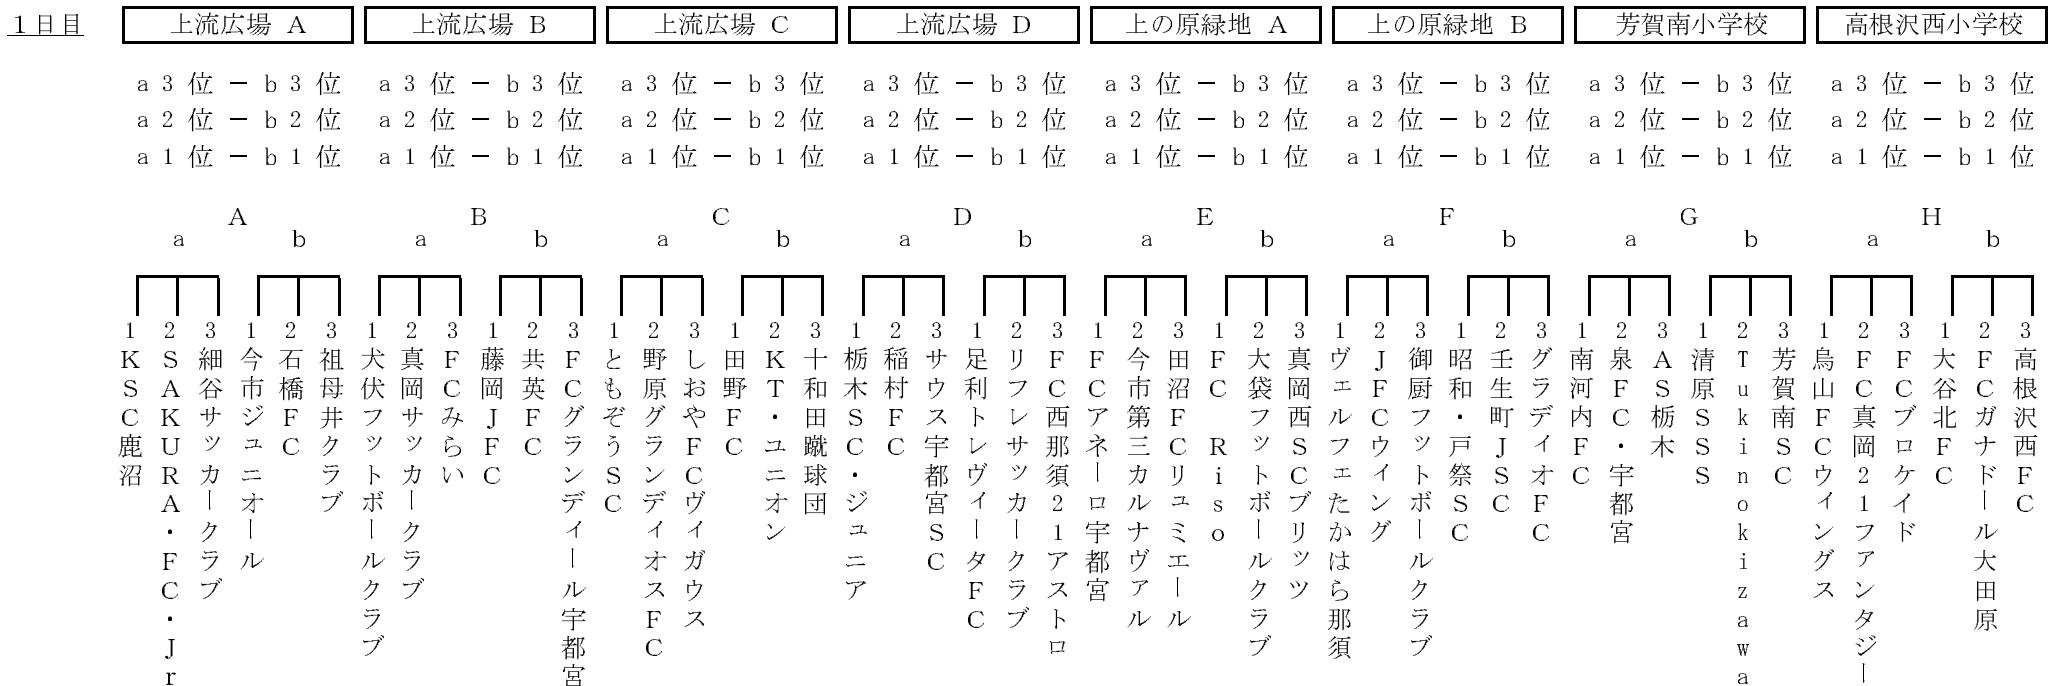 １日目
上流広場 A
上流広場 B
上流広場 C
上流広場 D
上の原緑地 A
上の原緑地 B
芳賀南小学校
高根沢西小学校
a３位－b３位 a３位－b３位 a３位－b３位 a３位－b３位 a３位－b３位 a３位－b３位 a３位－b３位 a３位－b３位
a２位－b２位 a２位－b２位 a２位－b２位 a２位－b２位 a２位－b２位 a２位－b２位 a２位－b２位 a２位－b２位
a１位－b１位 a１位－b１位 a１位－b１位 a１位－b１位 a１位－b１位 a１位－b１位 a１位－b１位 a１位－b１位
A B C D E F G H
a b a b a b a b a b a b a b a b
1 KSC鹿沼
2 SAKURA・FC・Jr
3 細谷サッカークラブ
1 今市ジュニオール
2 石橋FC
3 祖母井クラブ
1 犬伏フットボールクラブ
2 真岡サッカークラブ
3 FCみらい
1 藤岡JFC
2 共英FC
3 FCグランディール宇都宮
1 ともぞうSC
2 野原グランディオスFC
3 しおやFCヴィガウス
1 田野FC
2 KT・ユニオン
3 十和田蹴球団
1 栃木SC・ジュニア
2 稲村FC
3 サウス宇都宮SC
1 足利トレヴィータFC
2 リフレサッカークラブ
3 FC西那須21アストロ
1 FCアネーロ宇都宮
2 今市第三カルナヴァル
3 田沼FCリュミエール
1 FC Riso
2 大袋フットボールクラブ
3 真岡西SCブリッツ
1 ヴェルフェたかはら那須
2 JFCウイング
3 御厨フットボールクラブ
1 昭和・戸祭SC
2 壬生町JSC
3 グラディオFC
1 南河内FC
2 泉FC・宇都宮
3 AS栃木
1 清原SSS
2 Tukinokizawa
3 芳賀南SC
1 烏山FCウィングス
2 FC真岡21ファンタジー
3 FCブロケイド
1 大谷北FC
2 FCガナドール大田原
3 高根沢西FC